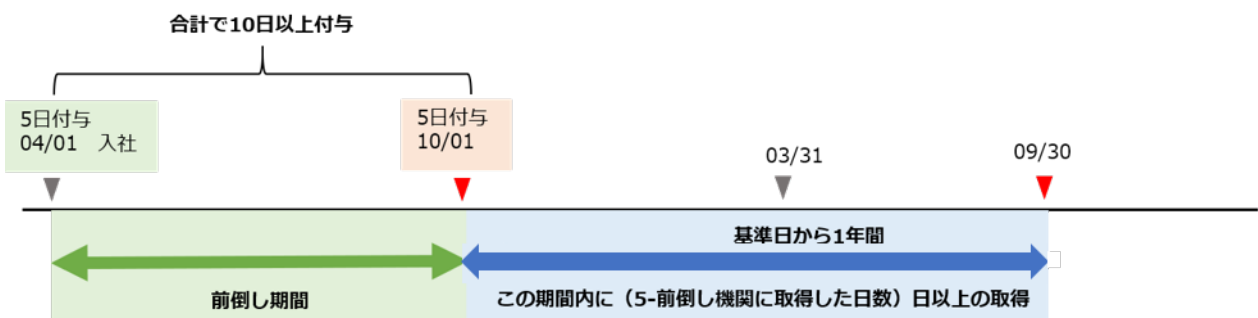 合計で10日以上付与
5日付与
04/01　入社
5日付与
10/01
03/31
09/30
基準日から1年間
前倒し期間
この期間内に（5-前倒し機関に取得した日数）日以上の取得